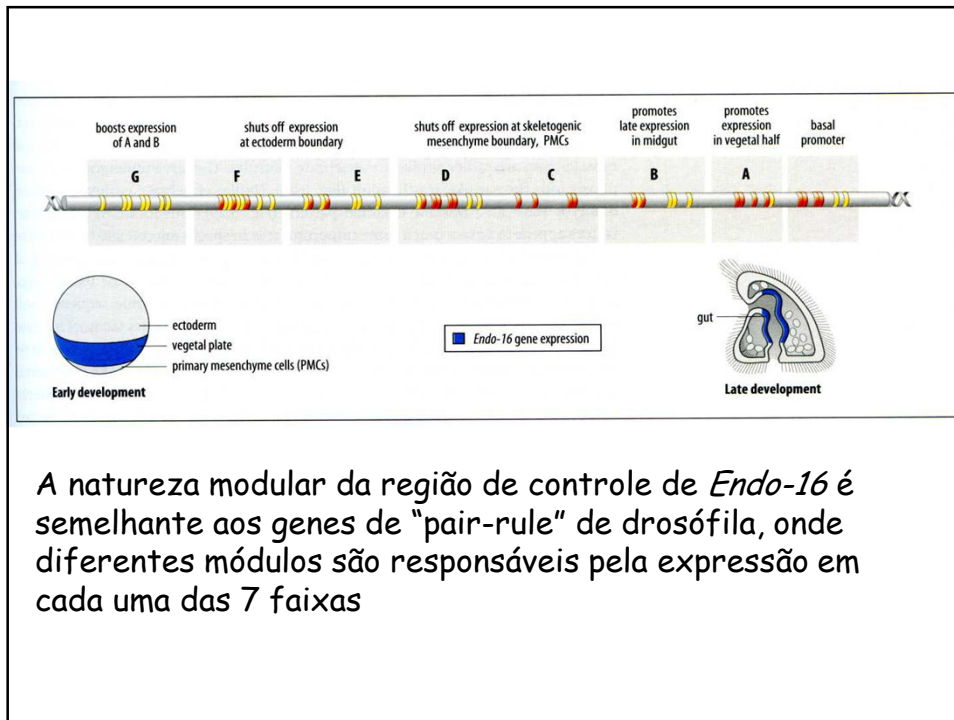 boosts expression
of A and B
shuts off expression
at ectoderm boundary
shuts off expression at skeletogenic
mesenchyme boundary, PMCs
promotes
late expression
in midgut
promotes
expression
in vegetal half
basal
promoter
G F E D C B A
ectoderm
vegetal plate
primary mesenchyme cells (PMCs)
Early development
Endo-16 gene expression
gut
Late development
A natureza modular da região de controle de Endo-16 é
semelhante aos genes de “pair-rule” de drosófila, onde
diferentes módulos são responsáveis pela expressão em
cada uma das 7 faixas